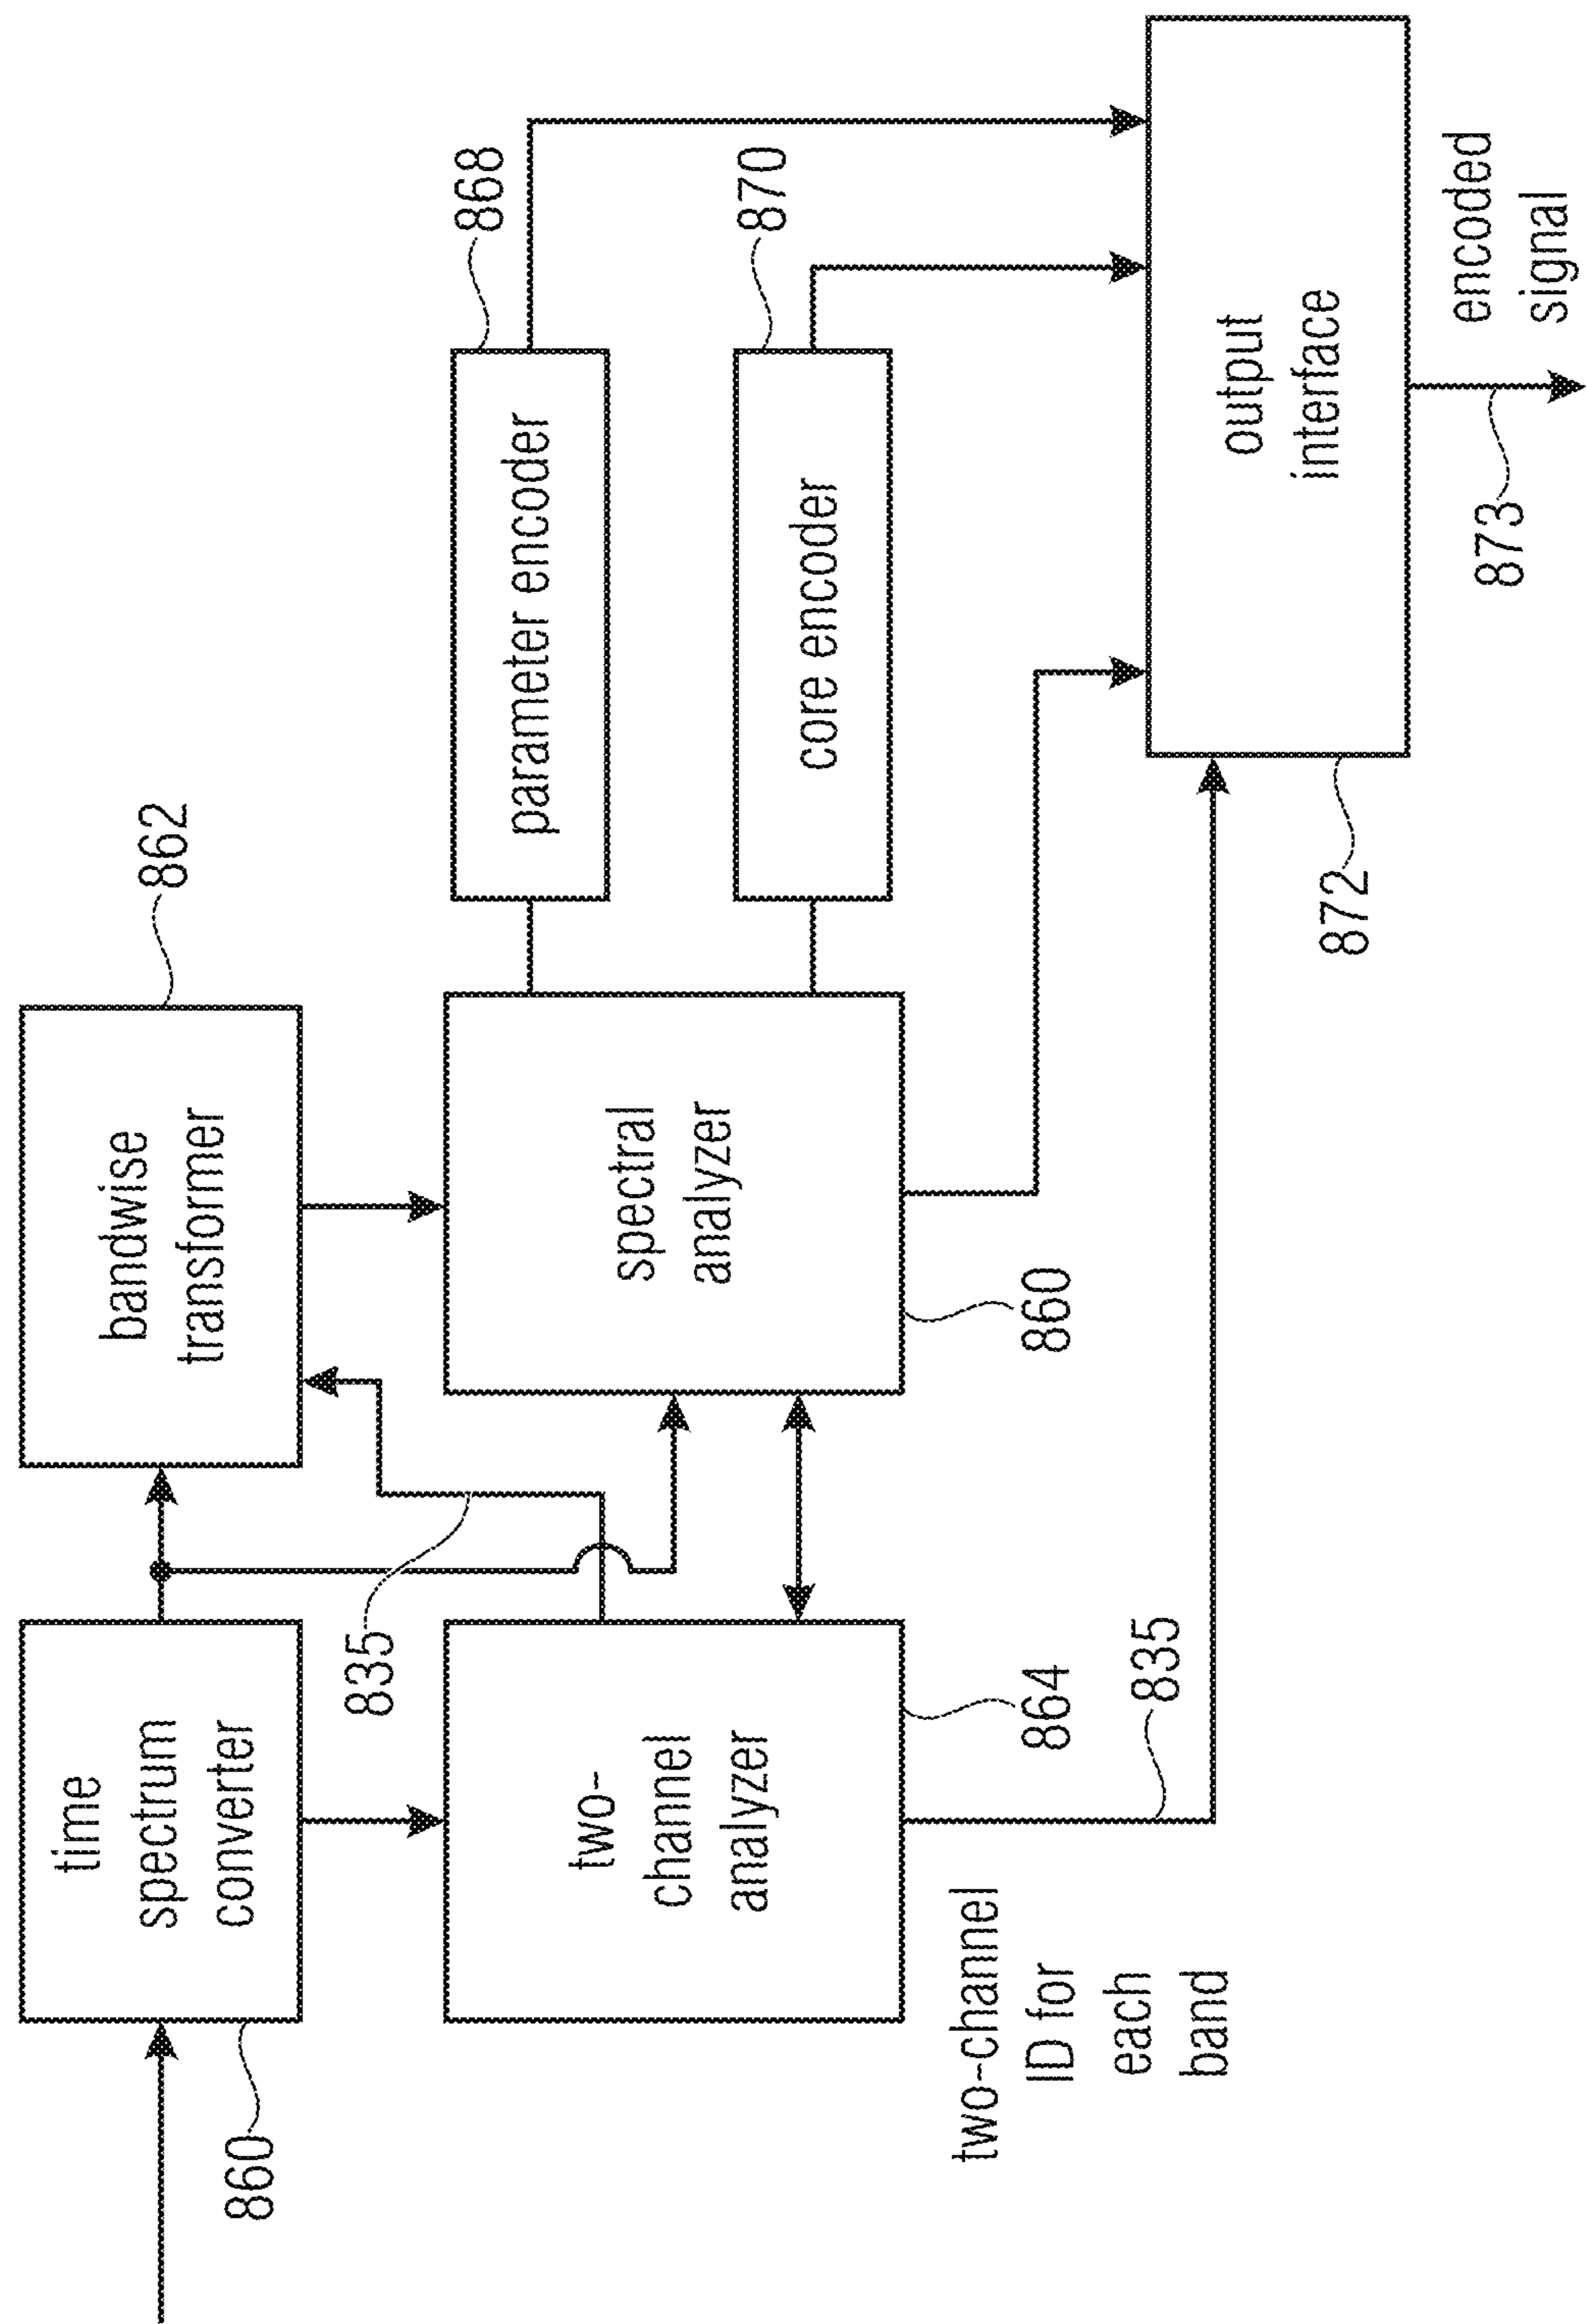 time
spectrum
converter
860
bandwise
transformer
862
835
two-
channel
analyzer
864
spectral
analyzer
860
parameter encoder
868
core encoder
870
two-channel
ID for
each
band
835
output
interface
872
873
encoded
signal